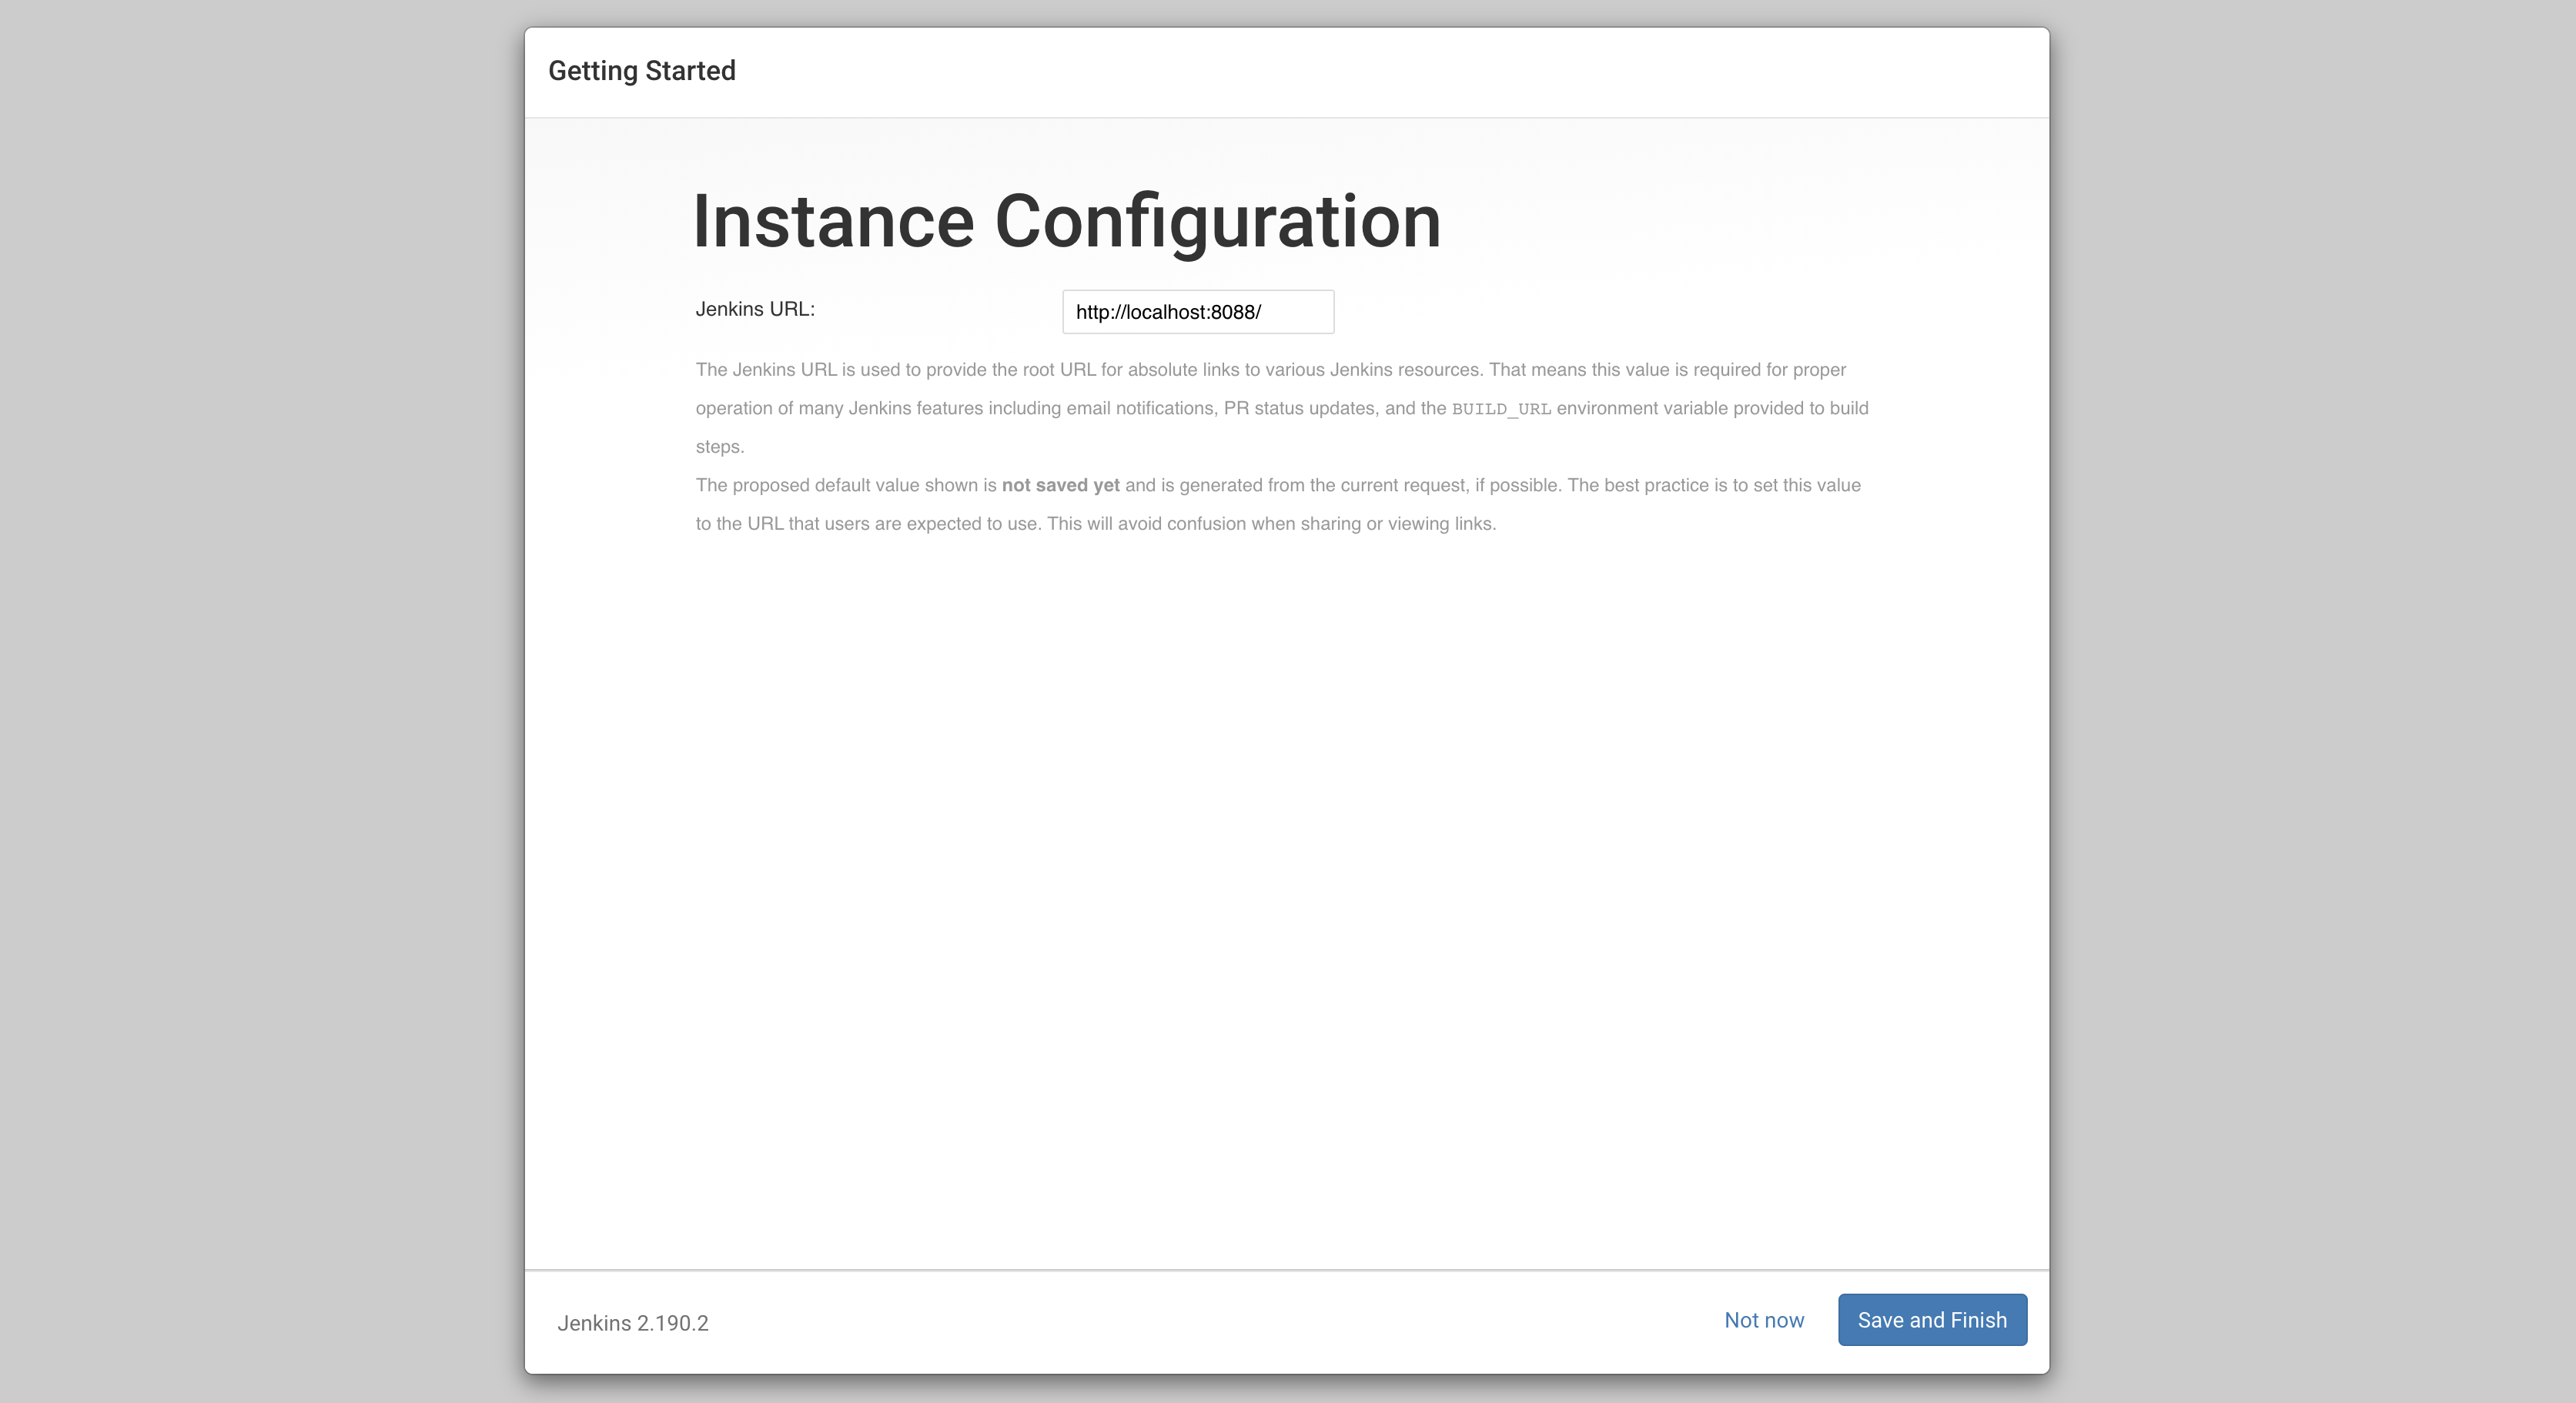 Getting Started
Instance Configuration
Jenkins URL: http://localhost:8088/
The Jenkins URL is used to provide the root URL for absolute links to various Jenkins resources. That means this value is required for proper
operation of many Jenkins features including email notifications, PR status updates, and the BUILD_URL environment variable provided to build
steps.
The proposed default value shown is not saved yet and is generated from the current request, if possible. The best practice is to set this value
to the URL that users are expected to use. This will avoid confusion when sharing or viewing links.
Jenkins 2.190.2 Not now Save and Finish